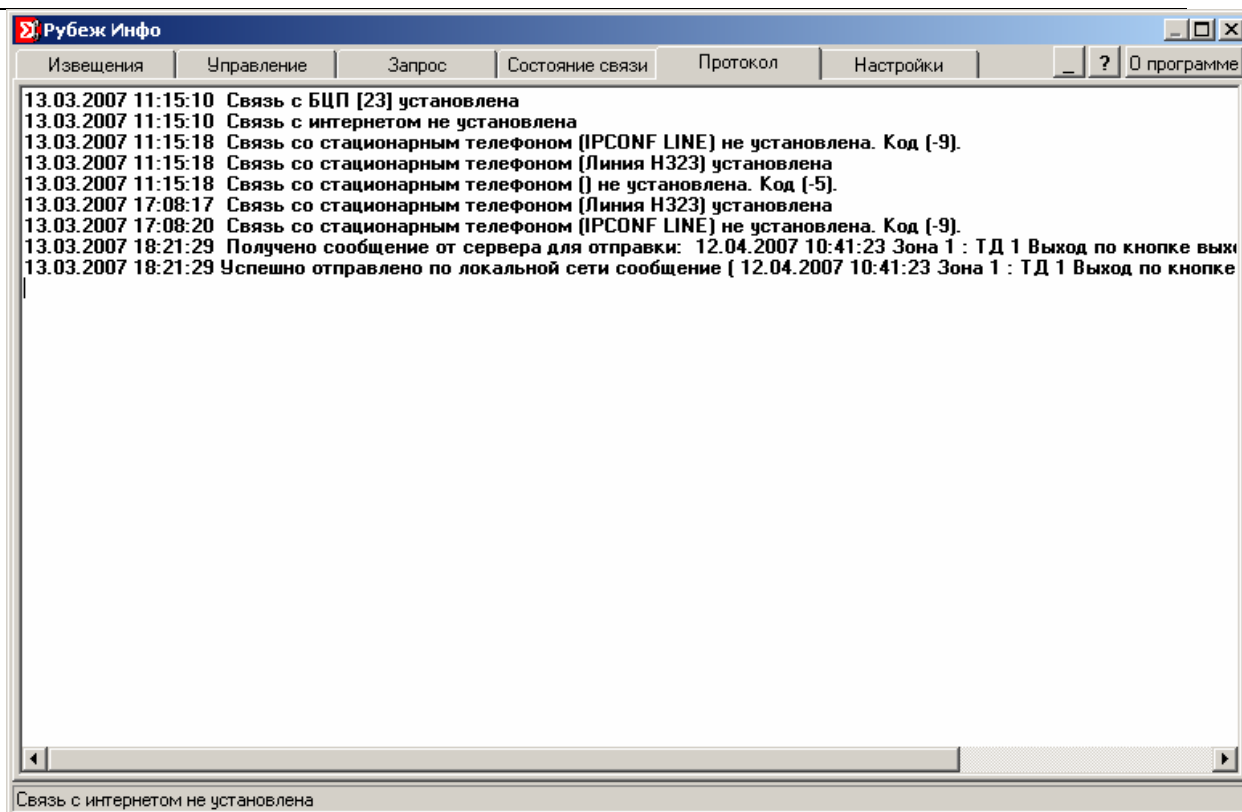 Рубеж Инфо
Извещения Управление Запрос Состояние связи Протокол Настройки _ ? О программе
13.03.2007 11:15:10 Связь с БЦП [23] установлена
13.03.2007 11:15:10 Связь с интернетом не установлена
13.03.2007 11:15:18 Связь со стационарным телефоном (IPCONF LINE) не установлена. Код (-9).
13.03.2007 11:15:18 Связь со стационарным телефоном (Линия H323) установлена
13.03.2007 11:15:18 Связь со стационарным телефоном () не установлена. Код (-5).
13.03.2007 17:08:17 Связь со стационарным телефоном (Линия H323) установлена
13.03.2007 17:08:20 Связь со стационарным телефоном (IPCONF LINE) не установлена. Код (-9).
13.03.2007 18:21:29 Получено сообщение от сервера для отправки: 12.04.2007 10:41:23 Зона 1 : ТД 1 Выход по кнопке
13.03.2007 18:21:29 Успешно отправлено по локальной сети сообщение ( 12.04.2007 10:41:23 Зона 1 : ТД 1 Выход по кнопке
Связь с интернетом не установлена